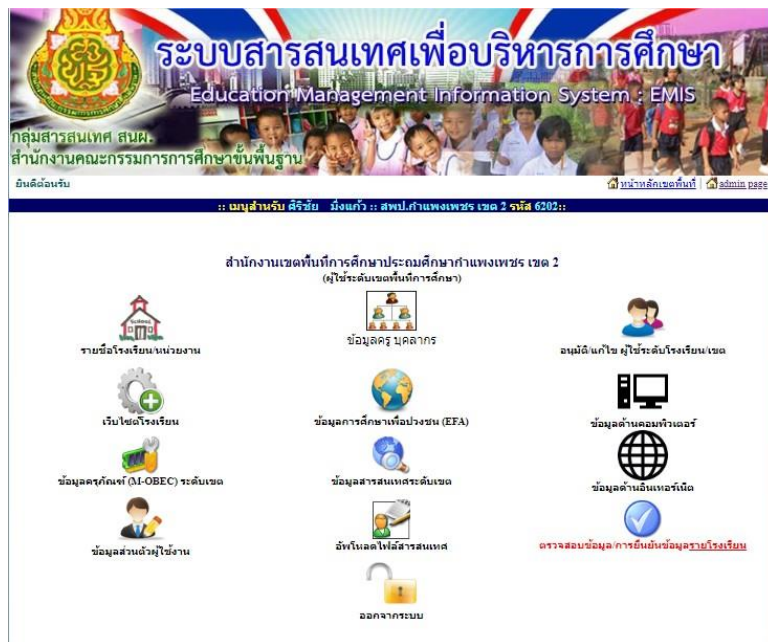 ระบบสารสนเทศเพื่อบริหารการศึกษา
Education Management Information System : EMIS
กลุ่มสารสนเทศ สนผ.
สำนักงานคณะกรรมการการศึกษาขั้นพื้นฐาน
ยินดีต้อนรับ
หน้าหลักเขตพื้นที่ | admin page
:: เมนูสำหรับ ศิริชัย มิ่งแก้ว :: สพป.กำแพงเพชร เขต 2 รหัส 6202::
สำนักงานเขตพื้นที่การศึกษาประถมศึกษากำแพงเพชร เขต 2
(ผู้ใช้ระดับเขตพื้นที่การศึกษา)
รายชื่อโรงเรียน/หน่วยงาน
ข้อมูลครู บุคลากร
อนุมัติ/แก้ไข ผู้ใช้ระดับโรงเรียน/เขต
เว็บไซต์โรงเรียน
ข้อมูลการศึกษาเพื่อปวงชน (EFA)
ข้อมูลด้านคอมพิวเตอร์
ข้อมูลครุภัณฑ์ (M-OBEC) ระดับเขต
ข้อมูลสารสนเทศระดับเขต
ข้อมูลด้านอินเทอร์เน็ต
ข้อมูลส่วนตัวผู้ใช้งาน
อัพโหลดไฟล์สารสนเทศ
ตรวจสอบข้อมูล/การยืนยันข้อมูลรายโรงเรียน
ออกจากระบบ